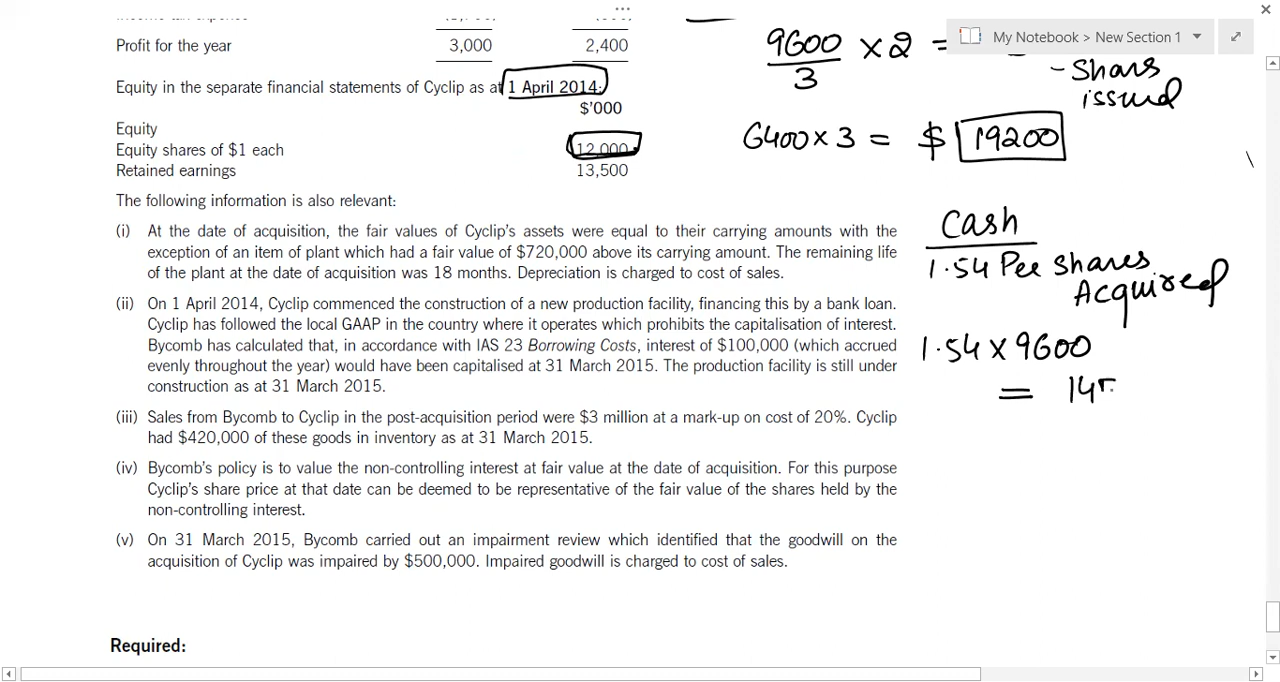 Profit for the year 3,000 2,400
Equity in the separate financial statements of Cyclip as at 1 April 2014:
$'000
Equity
Equity shares of $1 each 12,000
Retained earnings 13,500
The following information is also relevant:
(i) At the date of acquisition, the fair values of Cyclip's assets were equal to their carrying amounts with the
exception of an item of plant which had a fair value of $720,000 above its carrying amount. The remaining life
of the plant at the date of acquisition was 18 months. Depreciation is charged to cost of sales.
(ii) On 1 April 2014, Cyclip commenced the construction of a new production facility, financing this by a bank loan.
Cyclip has followed the local GAAP in the country where it operates which prohibits the capitalisation of interest.
Bycomb has calculated that, in accordance with IAS 23 Borrowing Costs, interest of $100,000 (which accrued
evenly throughout the year) would have been capitalised at 31 March 2015. The production facility is still under
construction as at 31 March 2015.
(iii) Sales from Bycomb to Cyclip in the post-acquisition period were $3 million at a mark-up on cost of 20%. Cyclip
had $420,000 of these goods in inventory as at 31 March 2015.
(iv) Bycomb's policy is to value the non-controlling interest at fair value at the date of acquisition. For this purpose
Cyclip's share price at that date can be deemed to be representative of the fair value of the shares held by the
non-controlling interest.
(v) On 31 March 2015, Bycomb carried out an impairment review which identified that the goodwill on the
acquisition of Cyclip was impaired by $500,000. Impaired goodwill is charged to cost of sales.
Required:
My Notebook > New Section 1
9600
3
× 2 =
- Shars
issued
6400 × 3 = $ 19200
Cash
1.54 Pee Shares
Acquired
1.54 × 9600
= 14